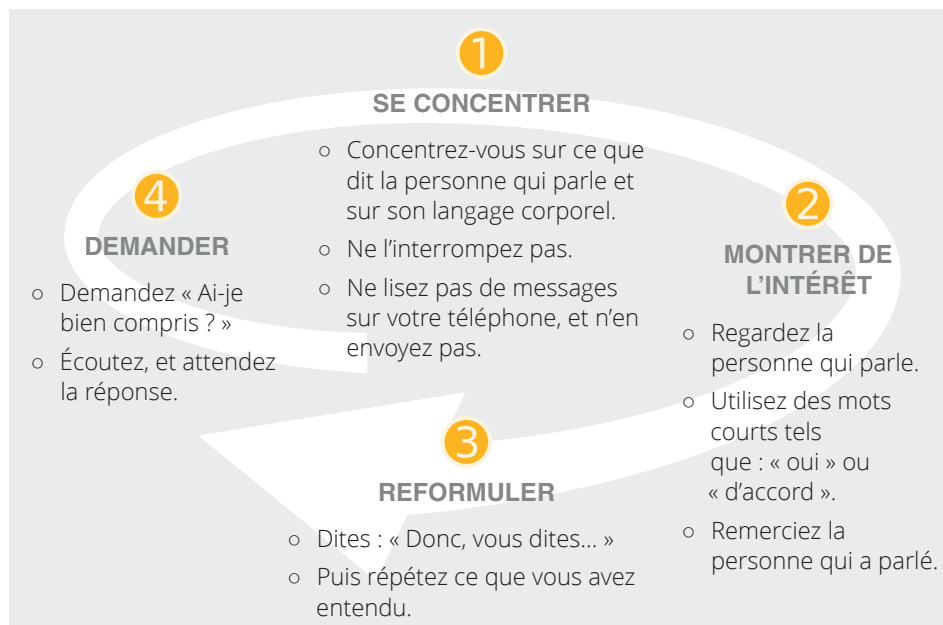 1
SE CONCENTRER
○ Concentrez-vous sur ce que
dit la personne qui parle et
sur son langage corporel.
○ Ne l’interrompez pas.
○ Ne lisez pas de messages
sur votre téléphone, et n’en
envoyez pas.
2
MONTRER DE
L’INTÉRÊT
○ Regardez la
personne qui parle.
○ Utilisez des mots
courts tels
que : « oui » ou
« d’accord ».
○ Remerciez la
personne qui a parlé.
3
REFORMULER
○ Dites : « Donc, vous dites... »
○ Puis répétez ce que vous avez
entendu.
4
DEMANDER
○ Demandez « Ai-je
bien compris ? »
○ Écoutez, et attendez
la réponse.